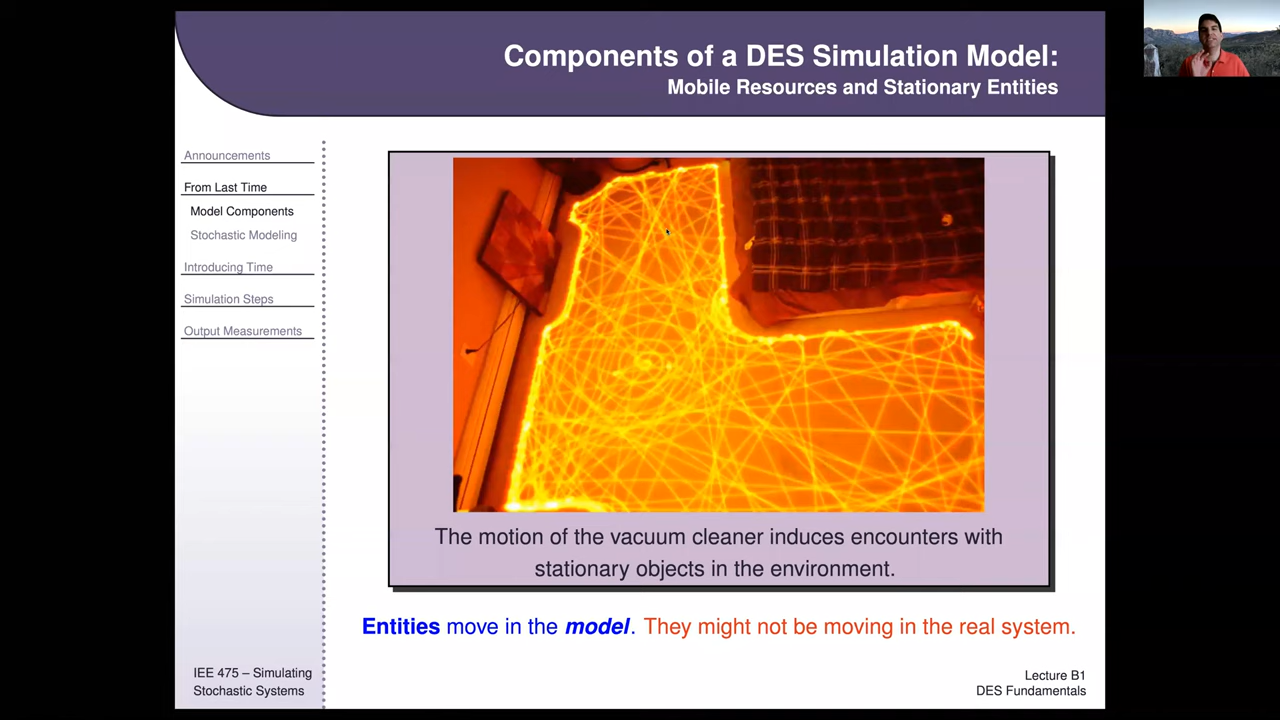 Components of a DES Simulation Model:
Mobile Resources and Stationary Entities
Announcements
From Last Time
Model Components
Stochastic Modeling
Introducing Time
Simulation Steps
Output Measurements
The motion of the vacuum cleaner induces encounters with
stationary objects in the environment.
Entities move in the model. They might not be moving in the real system.
IEE 475 – Simulating
Stochastic Systems
Lecture B1
DES Fundamentals